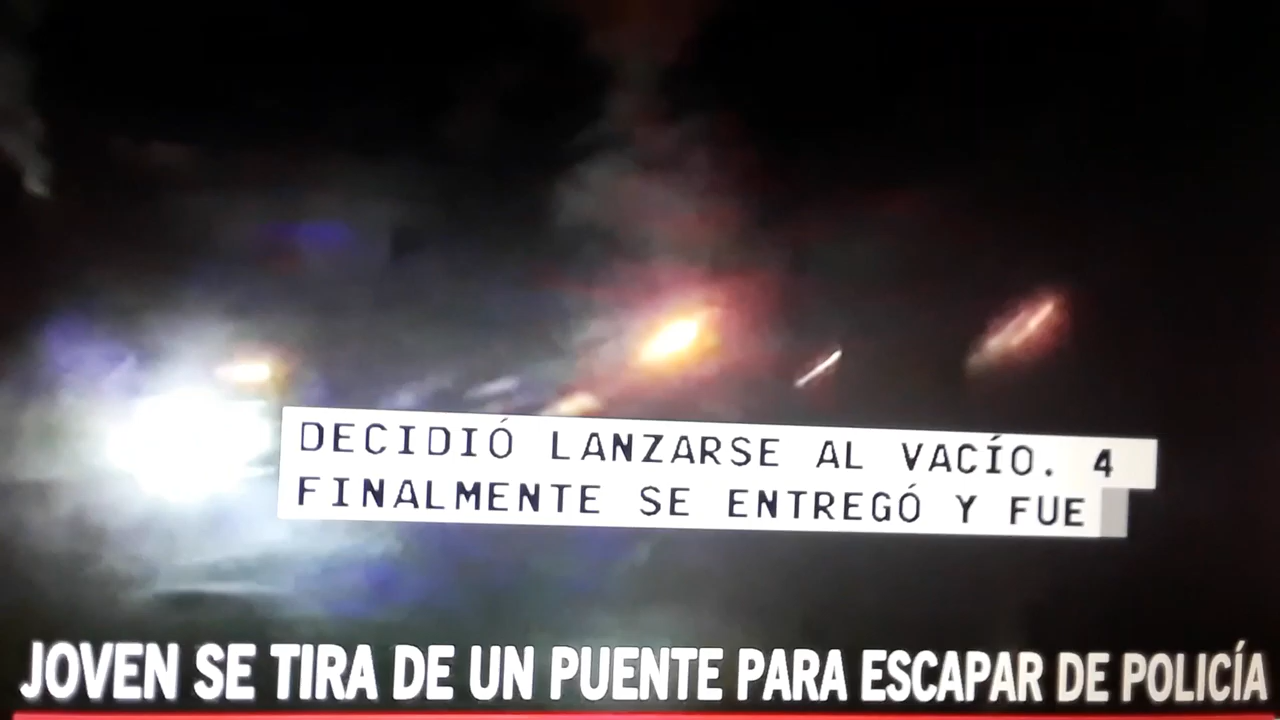 DECIDIÓ LANZARSE AL VACÍO. 4
FINALMENTE SE ENTREGÓ Y FUE
JOVEN SE TIRA DE UN PUENTE PARA ESCAPAR DE POLICÍA